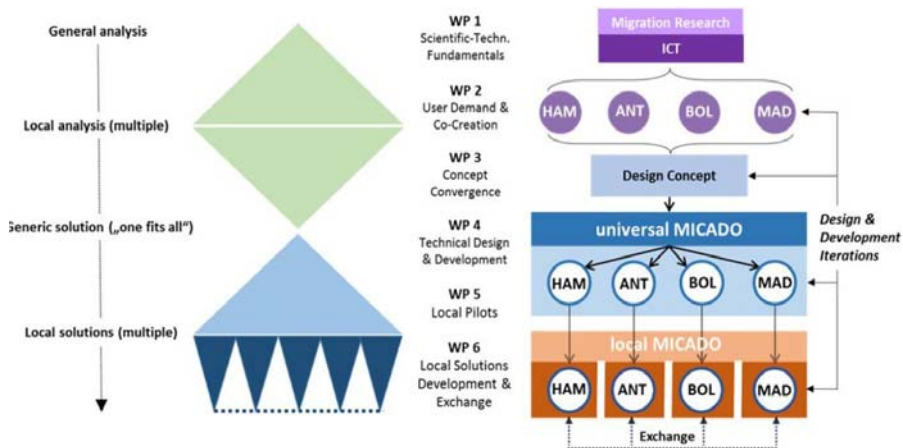 General analysis
Local analysis (multiple)
Generic solution („one fits all“)
Local solutions (multiple)
WP 1
Scientific-Techn.
Fundamentals
WP 2
User Demand &
Co-Creation
WP 3
Concept
Convergence
WP 4
Technical Design
& Development
WP 5
Local Pilots
WP 6
Local Solutions
Development &
Exchange
Migration Research
ICT
HAM ANT BOL MAD
Design Concept
universal MICADO
HAM ANT BOL MAD
local MICADO
HAM ANT BOL MAD
Exchange
Design &
Development
Iterations